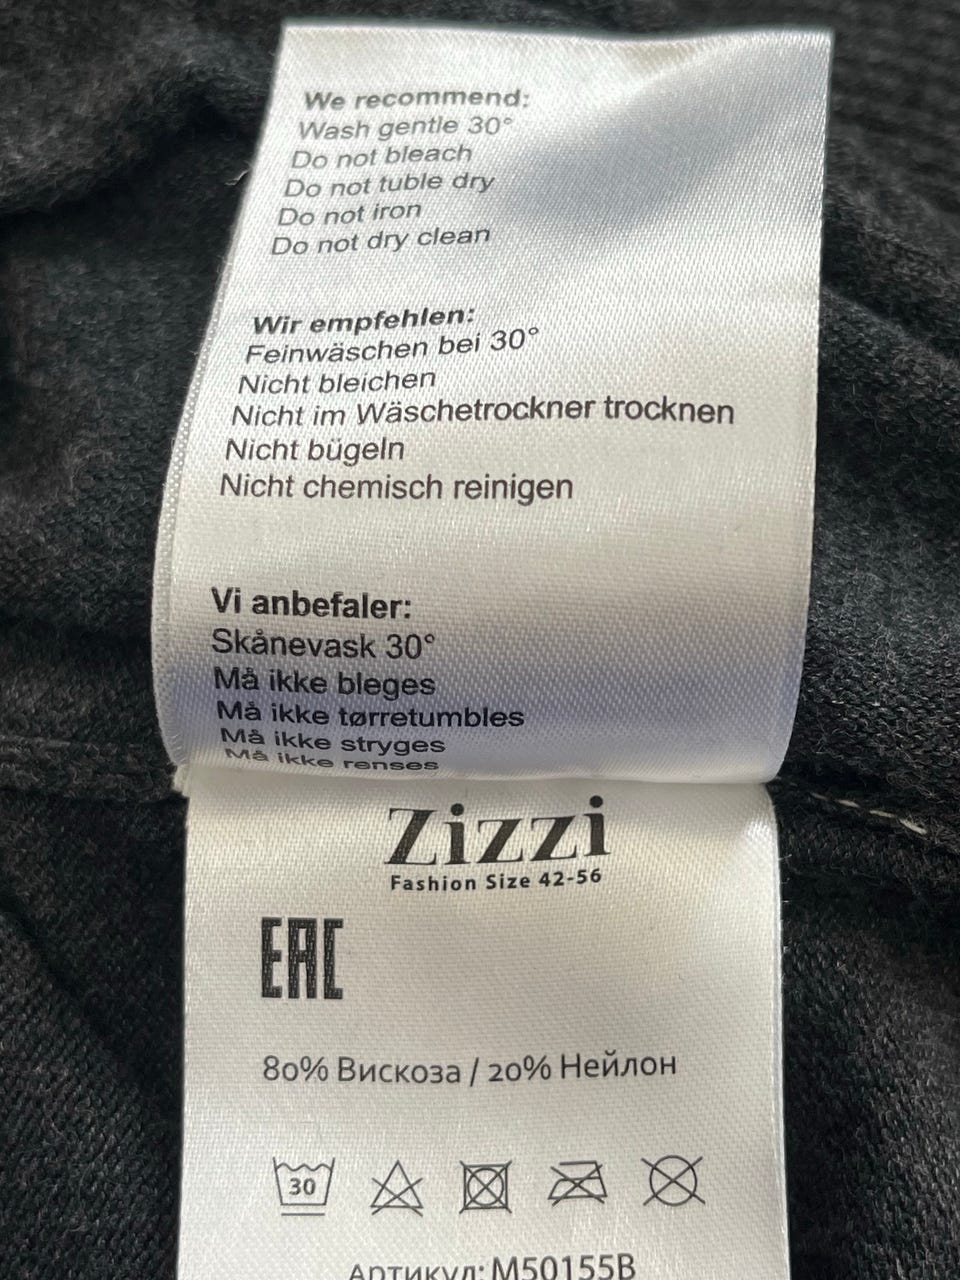 We recommend:
Wash gentle 30°
Do not bleach
Do not tuble dry
Do not iron
Do not dry clean
Wir empfehlen:
Feinwäschen bei 30°
Nicht bleichen
Nicht im Wäschetrockner trocknen
Nicht bügeln
Nicht chemisch reinigen
Vi anbefaler:
Skånevask 30°
Må ikke bleges
Må ikke tørretumbles
Må ikke stryges
Må ikke renses
Zizzi
Fashion Size 42-56
EAC
80% Вискоза / 20% Нейлон
30
Артикул: M50155B